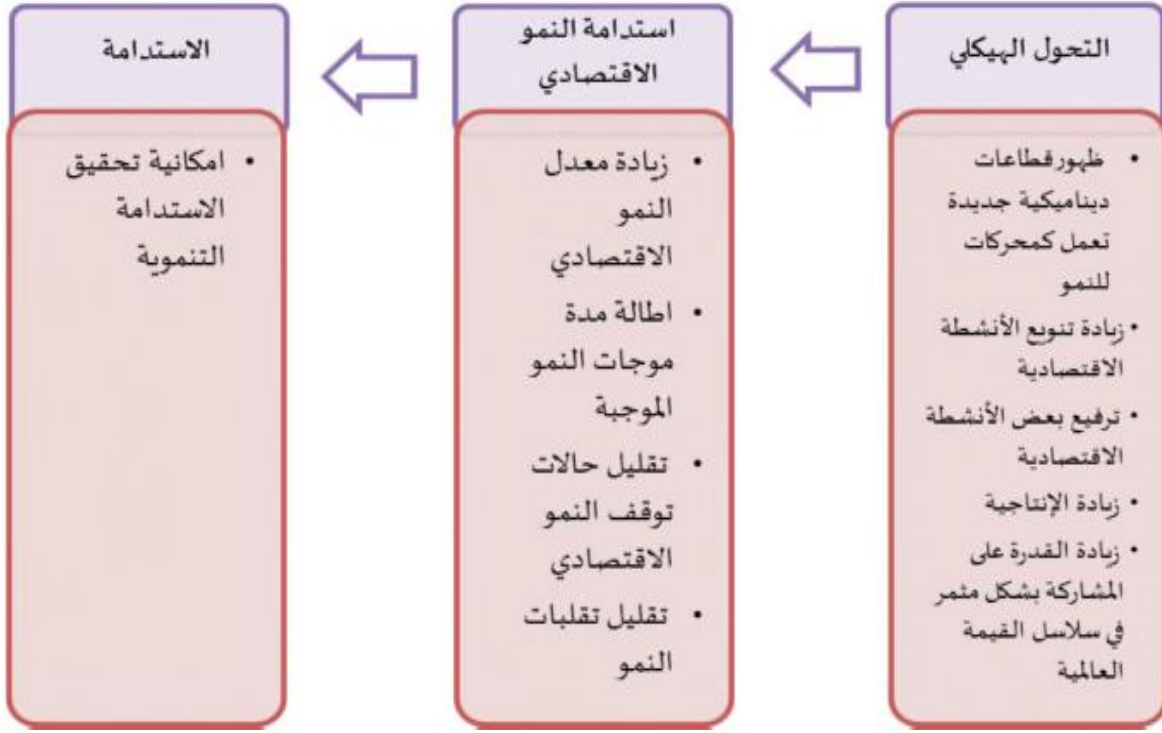 التحول الهيكلي
• ظهور قطاعات
ديناميكية جديدة
تعمل كمحركات
للنمو
• زيادة تنويع الأنشطة
الاقتصادية
• ترفيع بعض الأنشطة
الاقتصادية
• زيادة الإنتاجية
• زيادة القدرة على
المشاركة بشكل مثمر
في سلاسل القيمة
العالمية
استدامة النمو
الاقتصادي
• زيادة معدل
النمو
الاقتصادي
• اطالة مدة
موجات النمو
الموجبة
• تقليل حالات
توقف النمو
الاقتصادي
• تقليل تقلبات
النمو
الاستدامة
• امكانية تحقيق
الاستدامة
التنموية